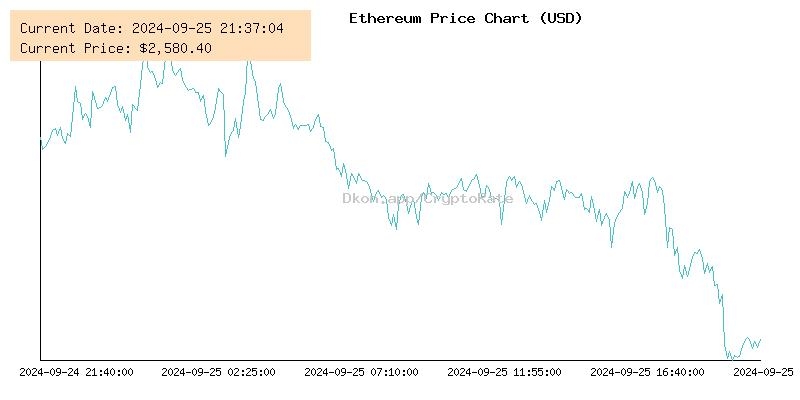 Ethereum Price Chart (USD)
Current Date: 2024-09-25 21:37:04
Current Price: $2,580.40
Dkon.app/CryptoRate
2024-09-24 21:40:00
2024-09-25 02:25:00
2024-09-25 07:10:00
2024-09-25 11:55:00
2024-09-25 16:40:00
2024-09-25